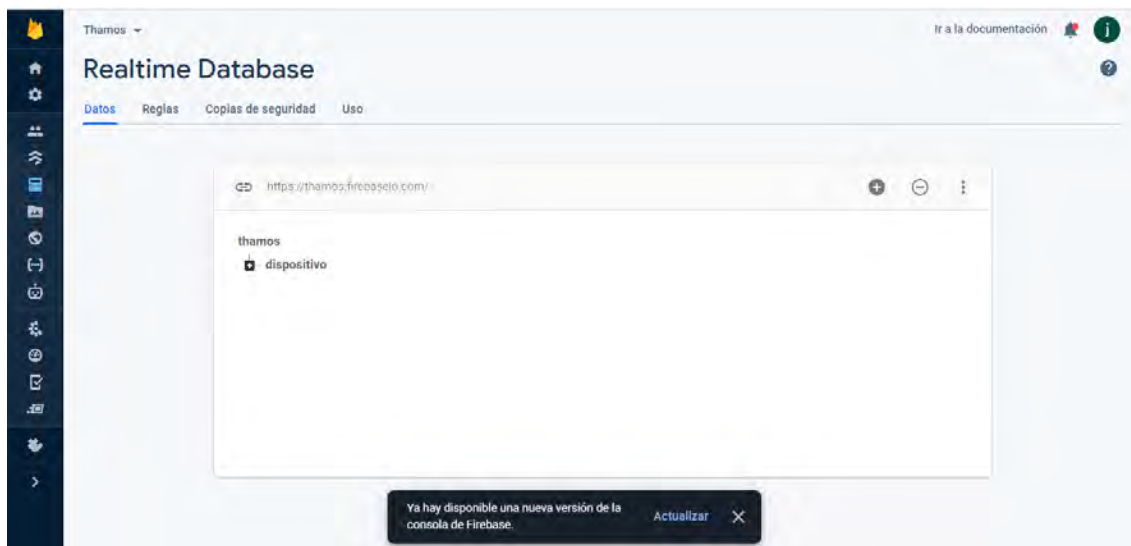 Thamos
Ir a la documentación
j
Realtime Database
Datos Reglas Copias de seguridad Uso
https://thamos.firebaseio.com/
thamos
dispositivo
Ya hay disponible una nueva versión de la
consola de Firebase.
Actualizar